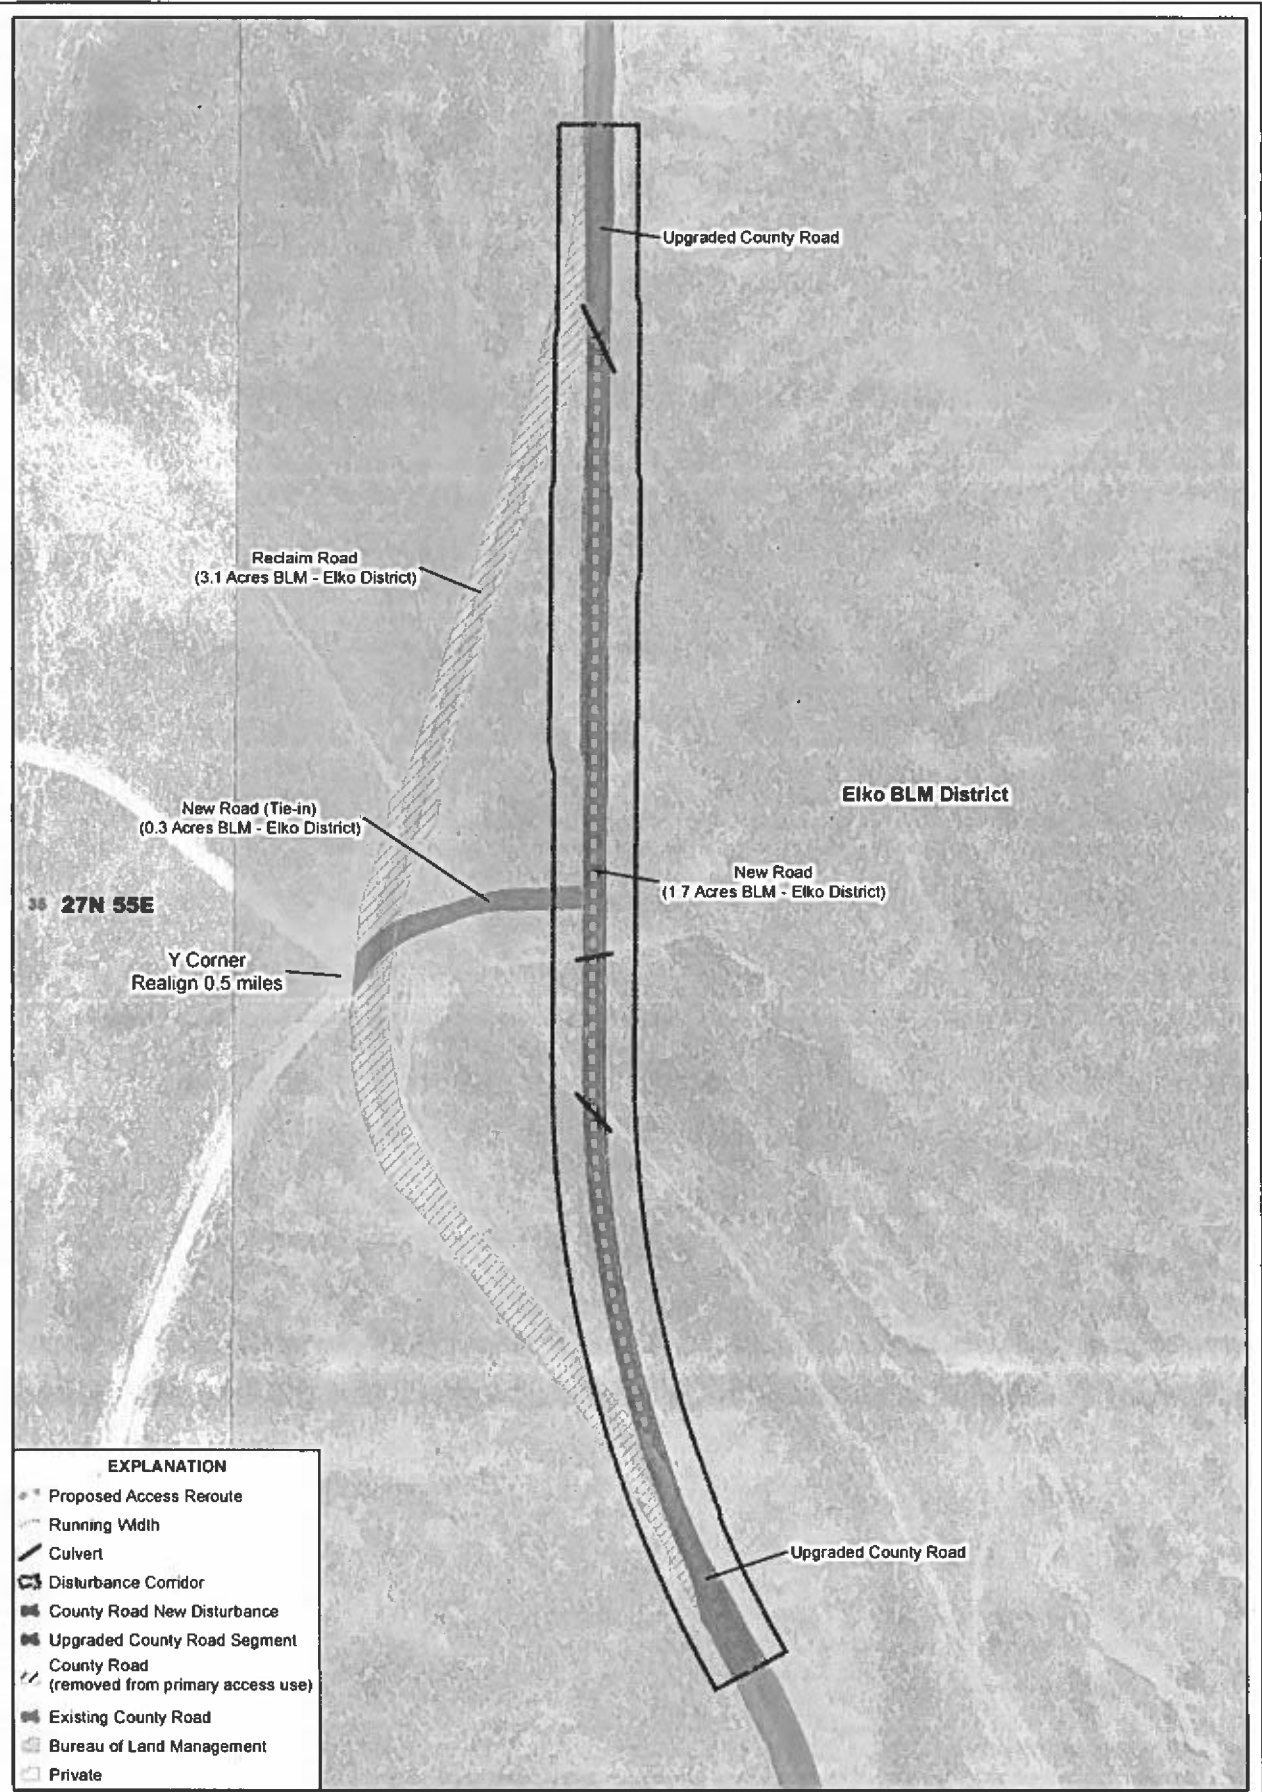 Upgraded County Road
Reclaim Road
(3.1 Acres BLM - Elko District)
Elko BLM District
New Road (Tie-in)
(0.3 Acres BLM - Elko District)
New Road
(1.7 Acres BLM - Elko District)
36 27N 55E
Y Corner
Realign 0.5 miles
Upgraded County Road
EXPLANATION
Proposed Access Reroute
Running Width
Culvert
Disturbance Corridor
County Road New Disturbance
Upgraded County Road Segment
County Road
(removed from primary access use)
Existing County Road
Bureau of Land Management
Private